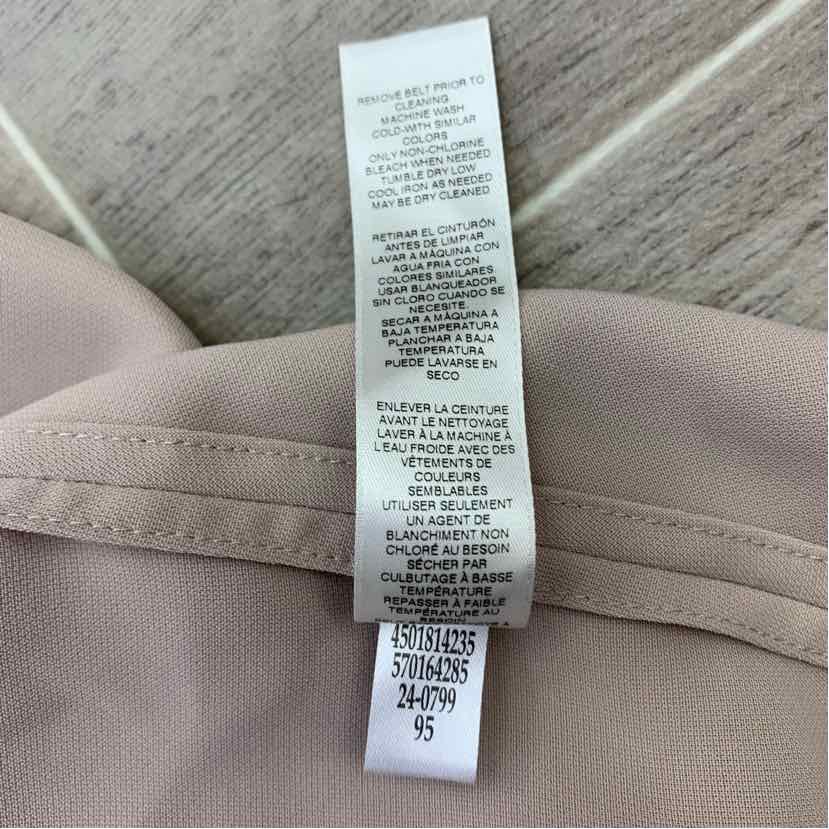 REMOVE BELT PRIOR TO
CLEANING
MACHINE WASH
COLD-WITH SIMILAR
COLORS
ONLY NON-CHLORINE
BLEACH WHEN NEEDED
TUMBLE DRY LOW
COOL IRON AS NEEDED
MAY BE DRY CLEANED
RETIRAR EL CINTURÓN
ANTES DE LIMPIAR
LAVAR A MÁQUINA CON
AGUA FRIA CON
COLORES SIMILARES
USAR BLANQUEADOR
SIN CLORO CUANDO SE
NECESITE.
SECAR A MÁQUINA A
BAJA TEMPERATURA
PLANCHAR A BAJA
TEMPERATURA
PUEDE LAVARSE EN
SECO
ENLEVER LA CEINTURE
AVANT LE NETTOYAGE
LAVER À LA MACHINE À
L'EAU FROIDE AVEC DES
VÊTEMENTS DE
COULEURS
SEMBLABLES
UTILISER SEULEMENT
UN AGENT DE
BLANCHIMENT NON
CHLORÉ AU BESOIN
SÉCHER PAR
CULBUTAGE À BASSE
TEMPÉRATURE
REPASSER À FAIBLE
TEMPÉRATURE AU
BESOIN
4501814235
570164285
24-0799
95